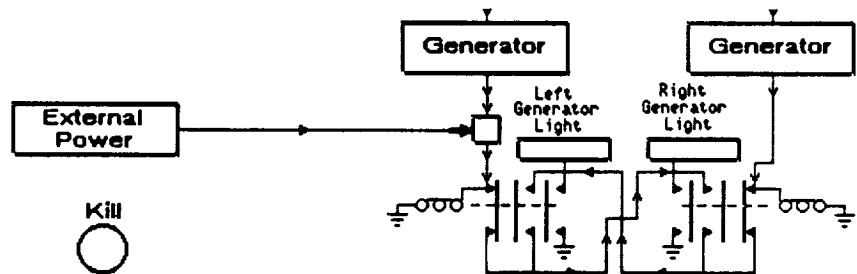 Generator
Generator
External
Power
Left
Generator
Light
Right
Generator
Light
Kill